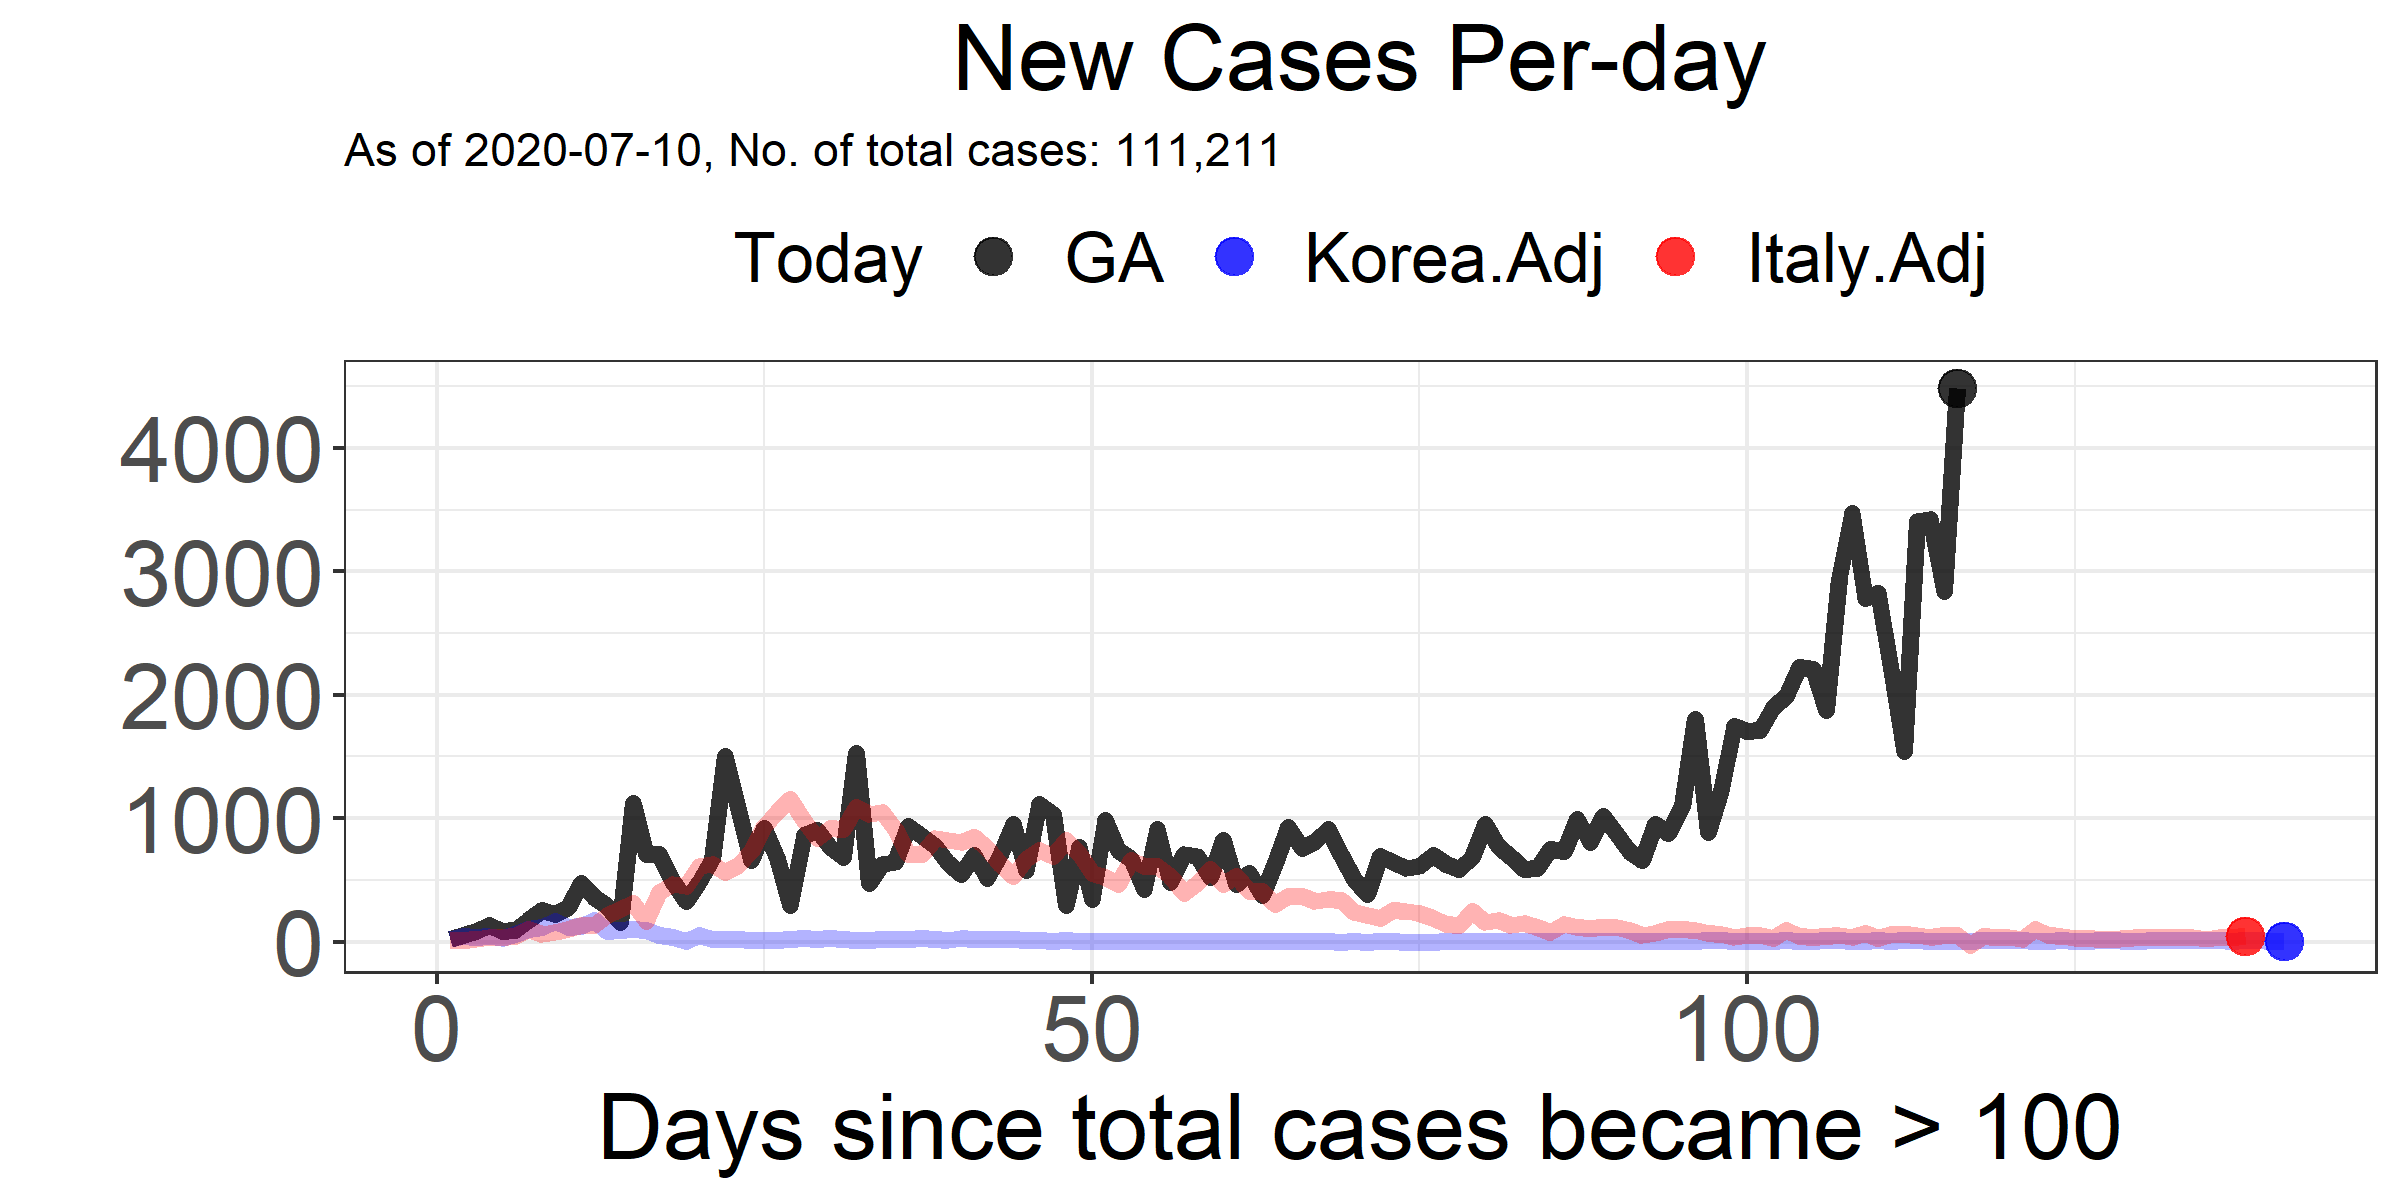 New Cases Per-day
As of 2020-07-10, No. of total cases: 111,211
Today GA Korea.Adj Italy.Adj
4000
3000
2000
1000
0
0 50 100
Days since total cases became > 100